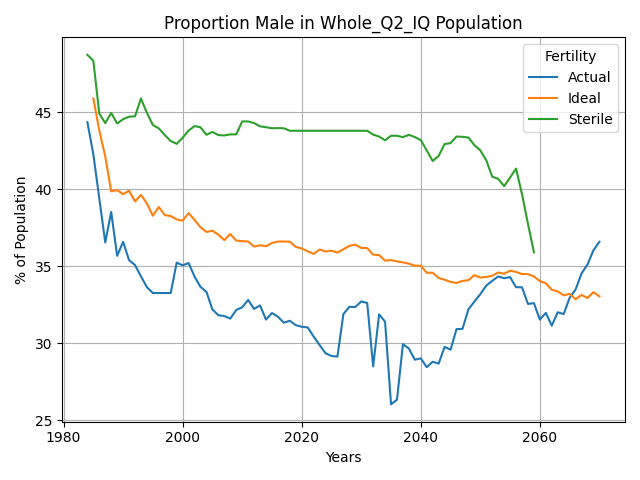 Proportion Male in Whole_Q2_IQ Population
Fertility
Actual
Ideal
Sterile
% of Population
45
40
35
30
25
1980
2000
2020
2040
2060
Years